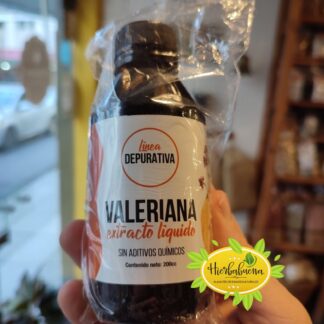 Línea
DEPURATIVA
VALERIANA
extracto líquido
SIN ADITIVOS QUÍMICOS
Contenido neto: 200cc
Hierbabuena